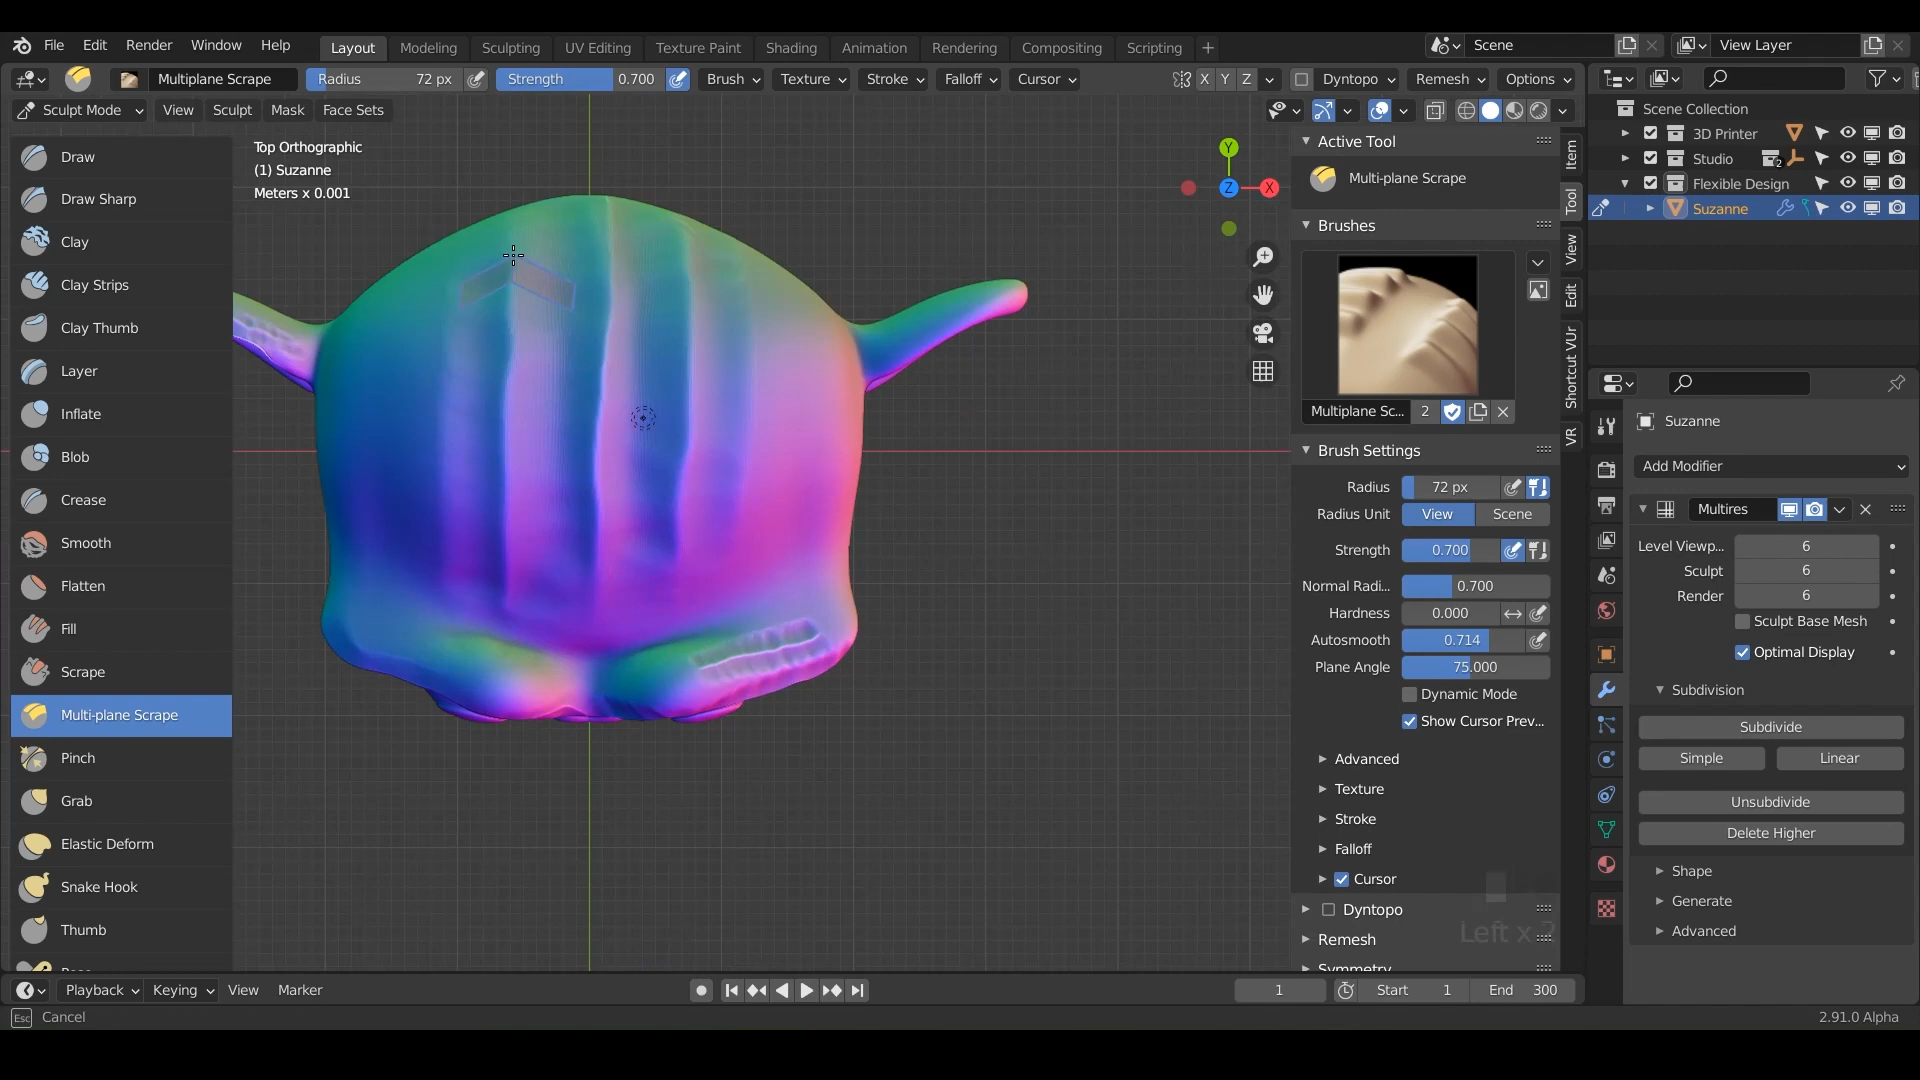 File Edit Render Window Help Layout Modeling Sculpting UV Editing Texture Paint Shading Animation Rendering Compositing Scripting + Scene View Layer
Multiplane Scrape Radius 72 px Strength 0.700 Brush Texture Stroke Falloff Cursor X Y Z Dyntopo Remesh Options
Sculpt Mode View Sculpt Mask Face Sets
Draw
Draw Sharp
Clay
Clay Strips
Clay Thumb
Layer
Inflate
Blob
Crease
Smooth
Flatten
Fill
Scrape
Multi-plane Scrape
Pinch
Grab
Elastic Deform
Snake Hook
Thumb
Top Orthographic
(1) Suzanne
Meters x 0.001
Y
Z X
Active Tool
Multi-plane Scrape
Brushes
Multiplane Sc... 2
Brush Settings
Radius 72 px
Radius Unit View Scene
Strength 0.700
Normal Radi... 0.700
Hardness 0.000
Autosmooth 0.714
Plane Angle 75.000
Dynamic Mode
Show Cursor Prev...
Advanced
Texture
Stroke
Falloff
Cursor
Dyntopo
Remesh
Symmetry
Left x 2
Item
Tool
View
Edit
Shortcut VUr
VR
Scene Collection
3D Printer
Studio 2
Flexible Design
Suzanne
Suzanne
Add Modifier
Multires
Level Viewp... 6
Sculpt 6
Render 6
Sculpt Base Mesh
Optimal Display
Subdivision
Subdivide
Simple Linear
Unsubdivide
Delete Higher
Shape
Generate
Advanced
Playback Keying View Marker 1 Start 1 End 300
Esc Cancel 2.91.0 Alpha